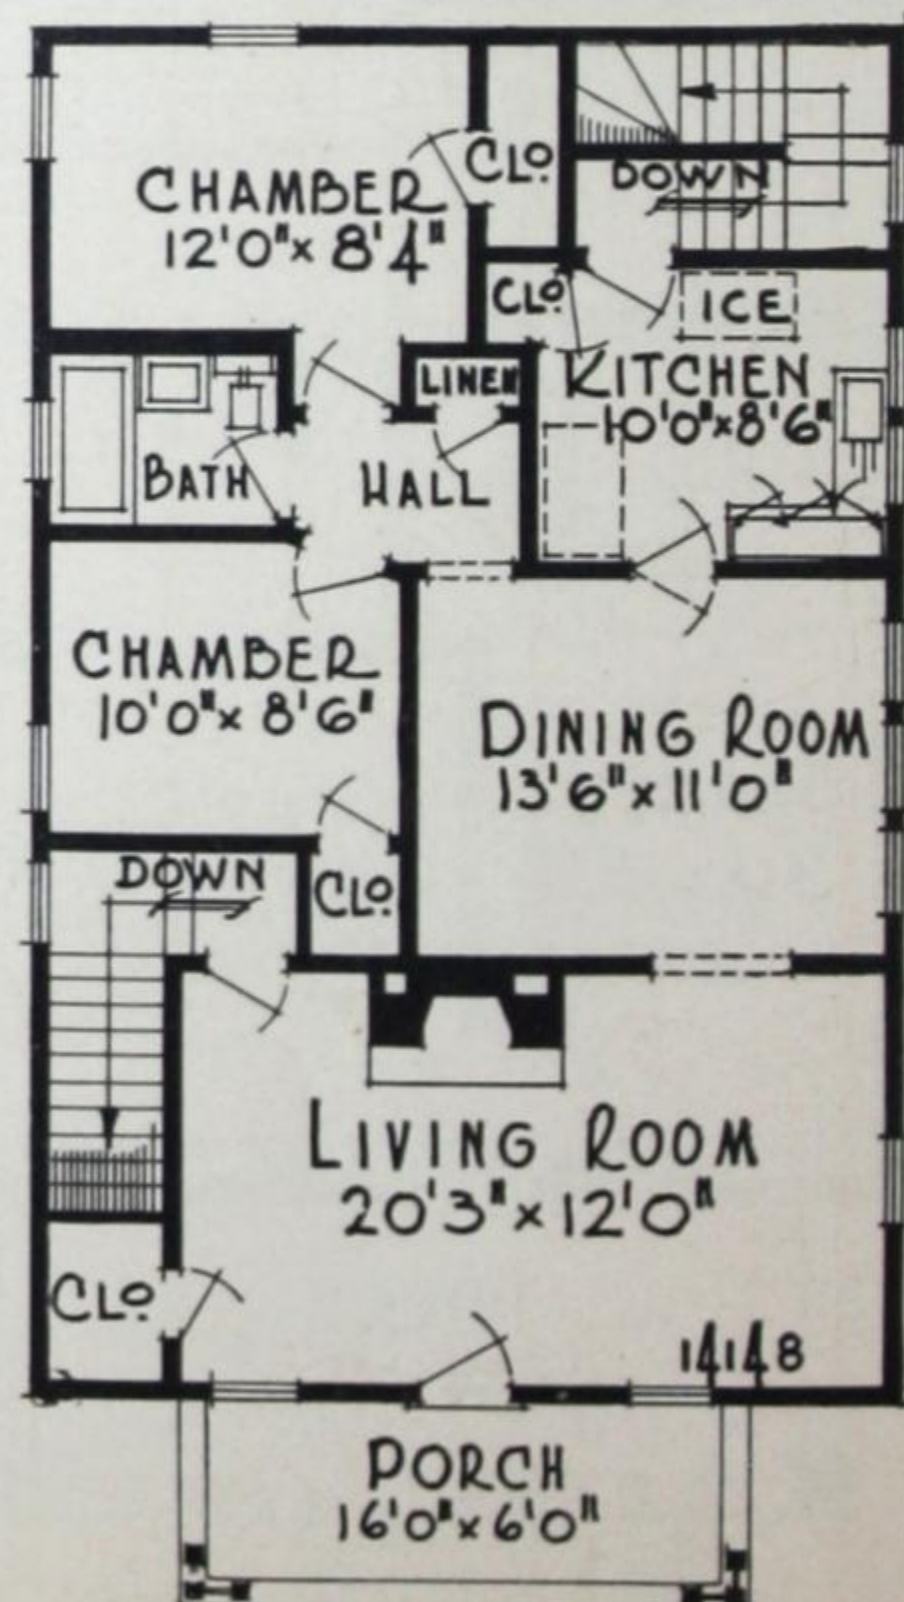 CLO.
DOWN
CHAMBER
12'0" x 8'4"
CLO.
ICE
LINEN
KITCHEN
10'0" x 8'6"
BATH
HALL
CHAMBER
10'0" x 8'6"
DINING ROOM
13'6" x 11'0"
DOWN
CLO.
LIVING ROOM
20'3" x 12'0"
CLO.
14148
PORCH
16'0" x 6'0"